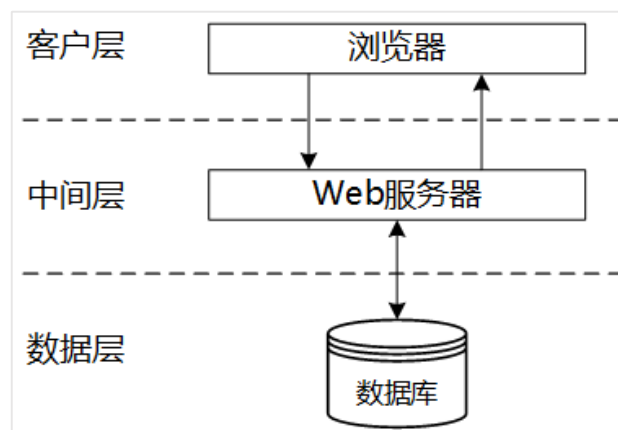 客户层
浏览器
中间层
Web服务器
数据层
数据库